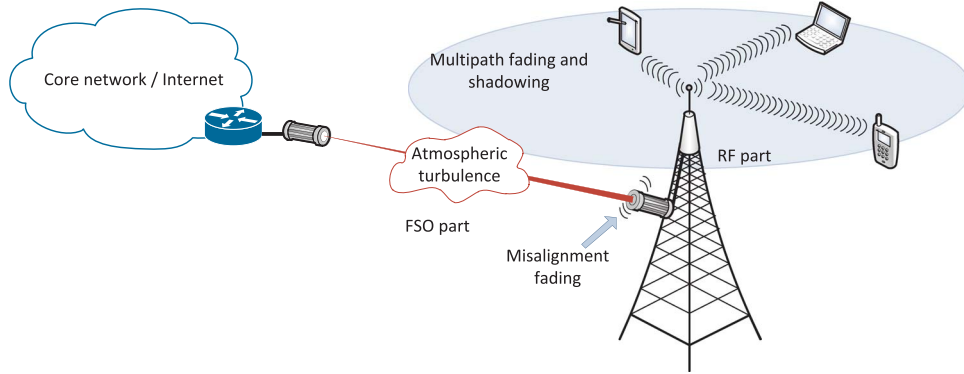 Core network / Internet
Multipath fading and
shadowing
Atmospheric
turbulence
RF part
FSO part
Misalignment
fading